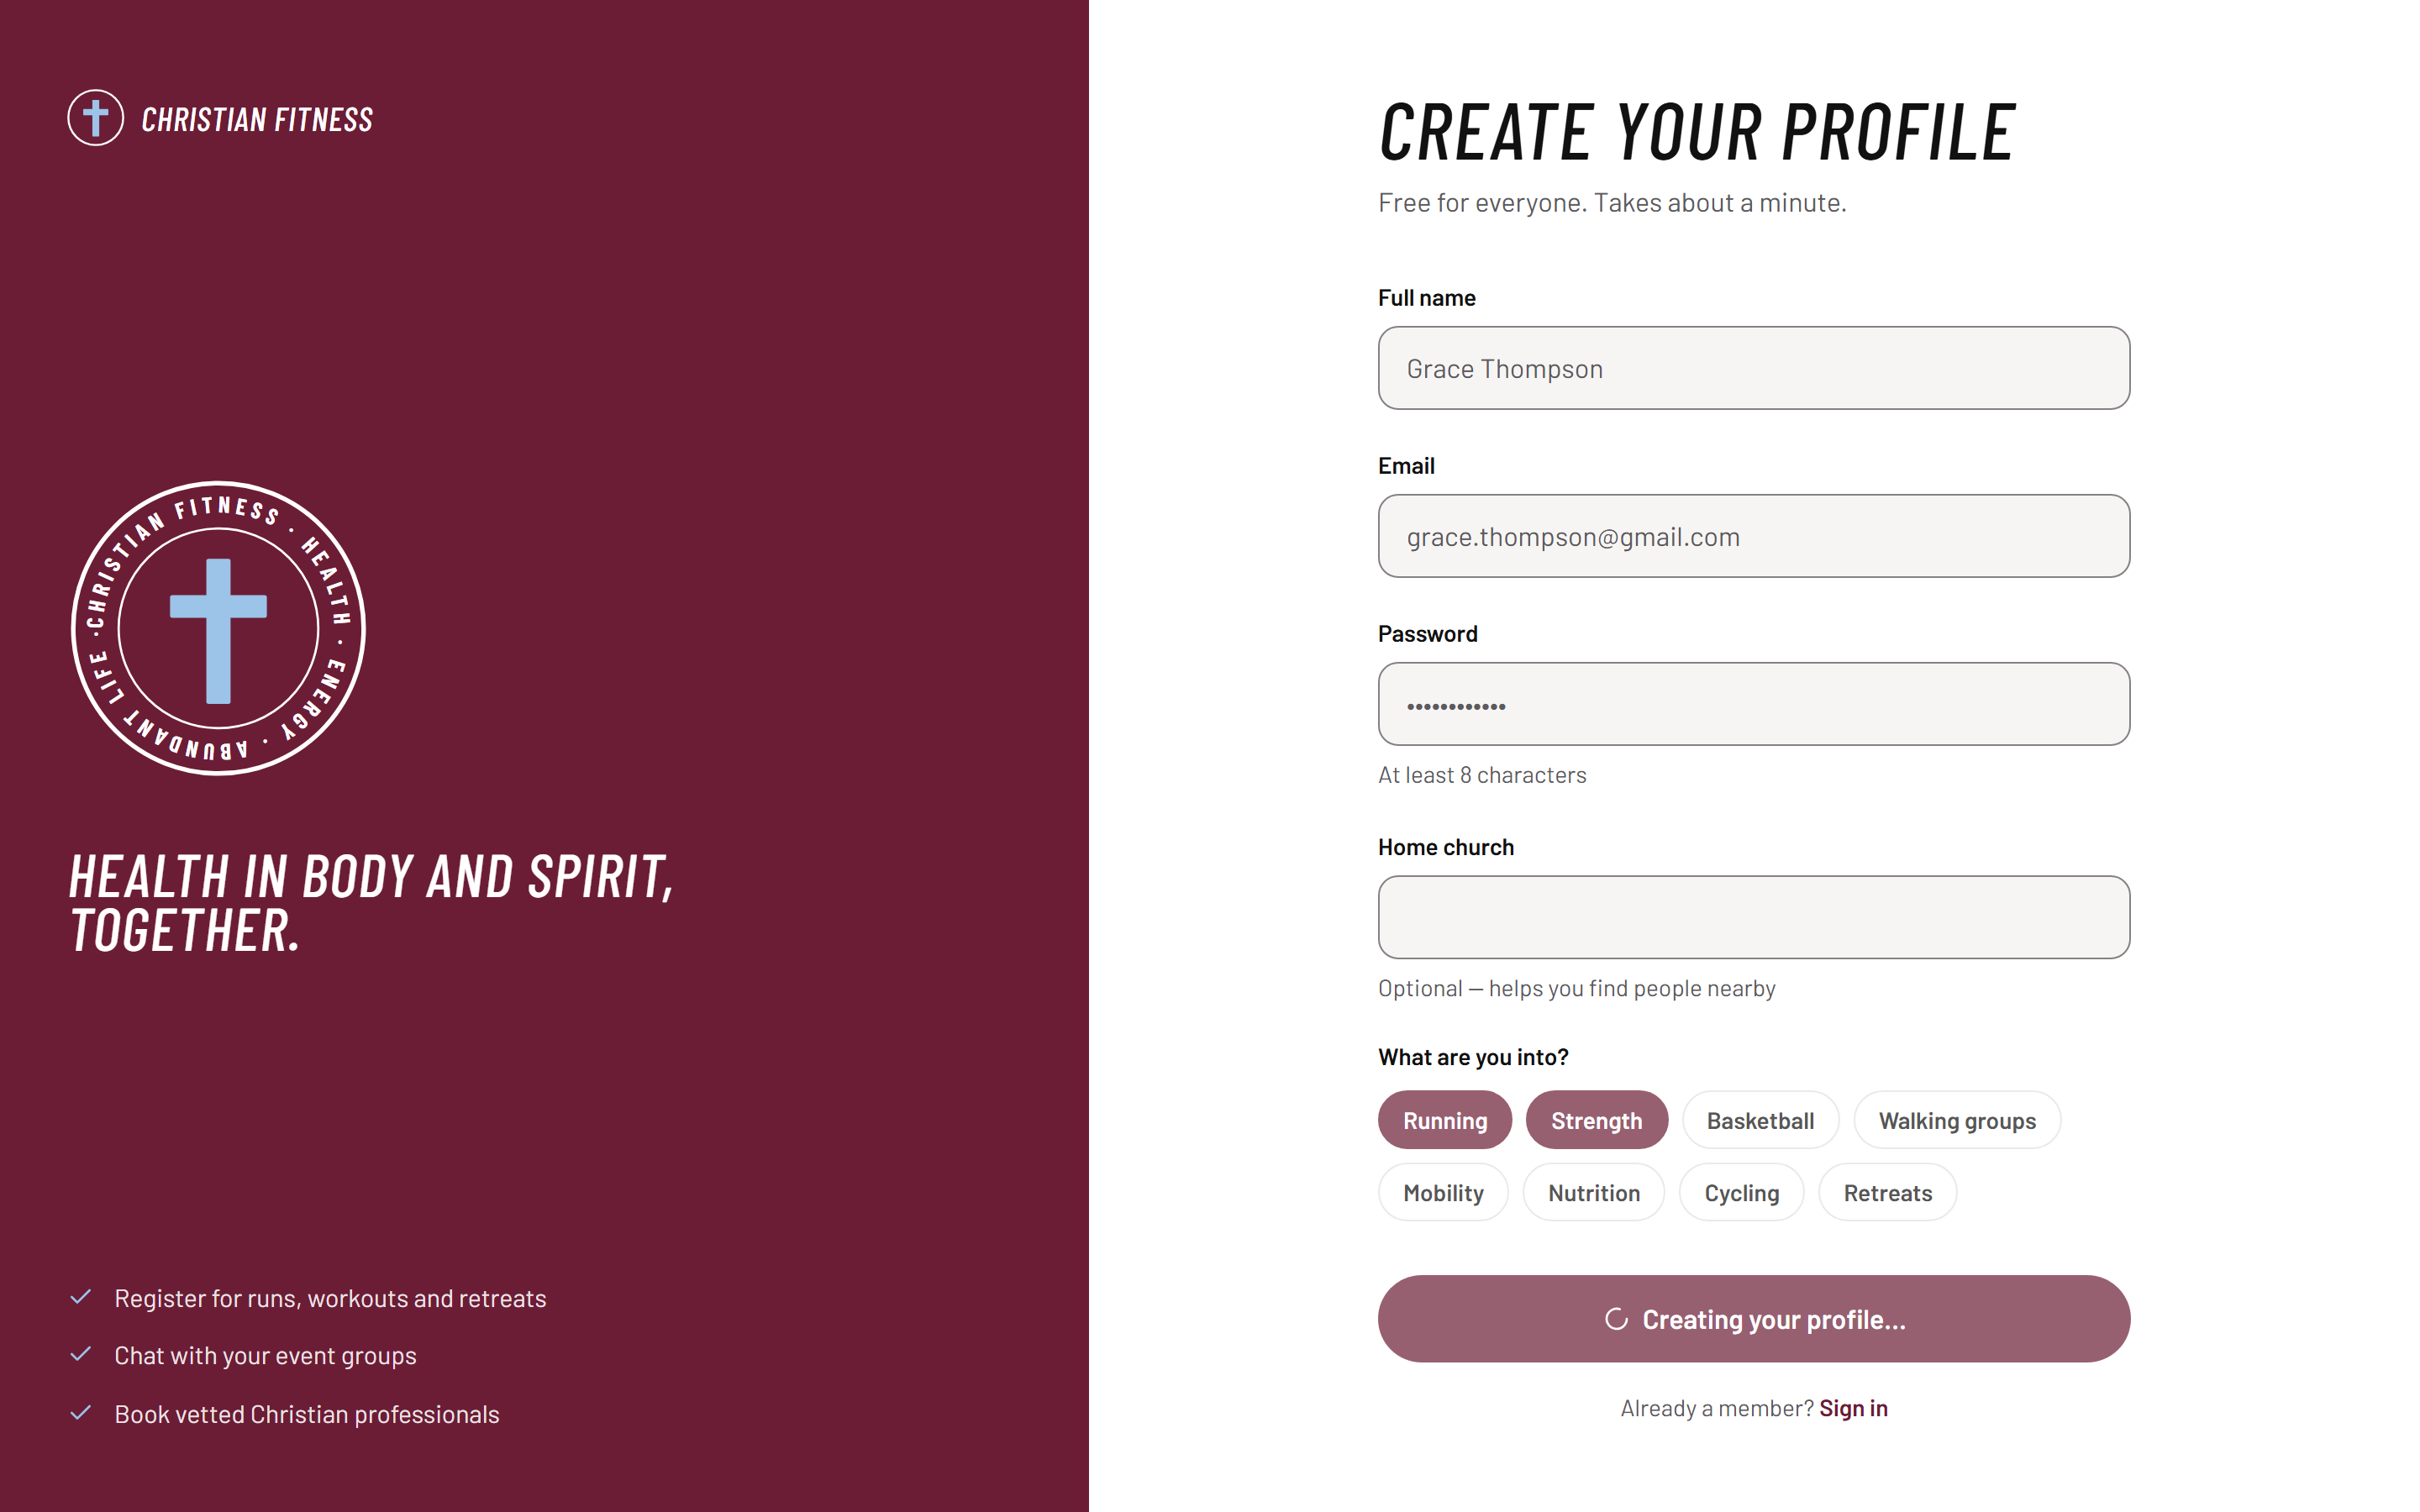 CHRISTIAN FITNESS
CHRISTIAN FITNESS · HEALTH · ENERGY · ABUNDANT LIFE ·
HEALTH IN BODY AND SPIRIT,
TOGETHER.
Register for runs, workouts and retreats
Chat with your event groups
Book vetted Christian professionals
CREATE YOUR PROFILE
Free for everyone. Takes about a minute.
Full name
Grace Thompson
Email
grace.thompson@gmail.com
Password
••••••••••••
At least 8 characters
Home church
Optional — helps you find people nearby
What are you into?
Running Strength Basketball Walking groups
Mobility Nutrition Cycling Retreats
Creating your profile...
Already a member? Sign in